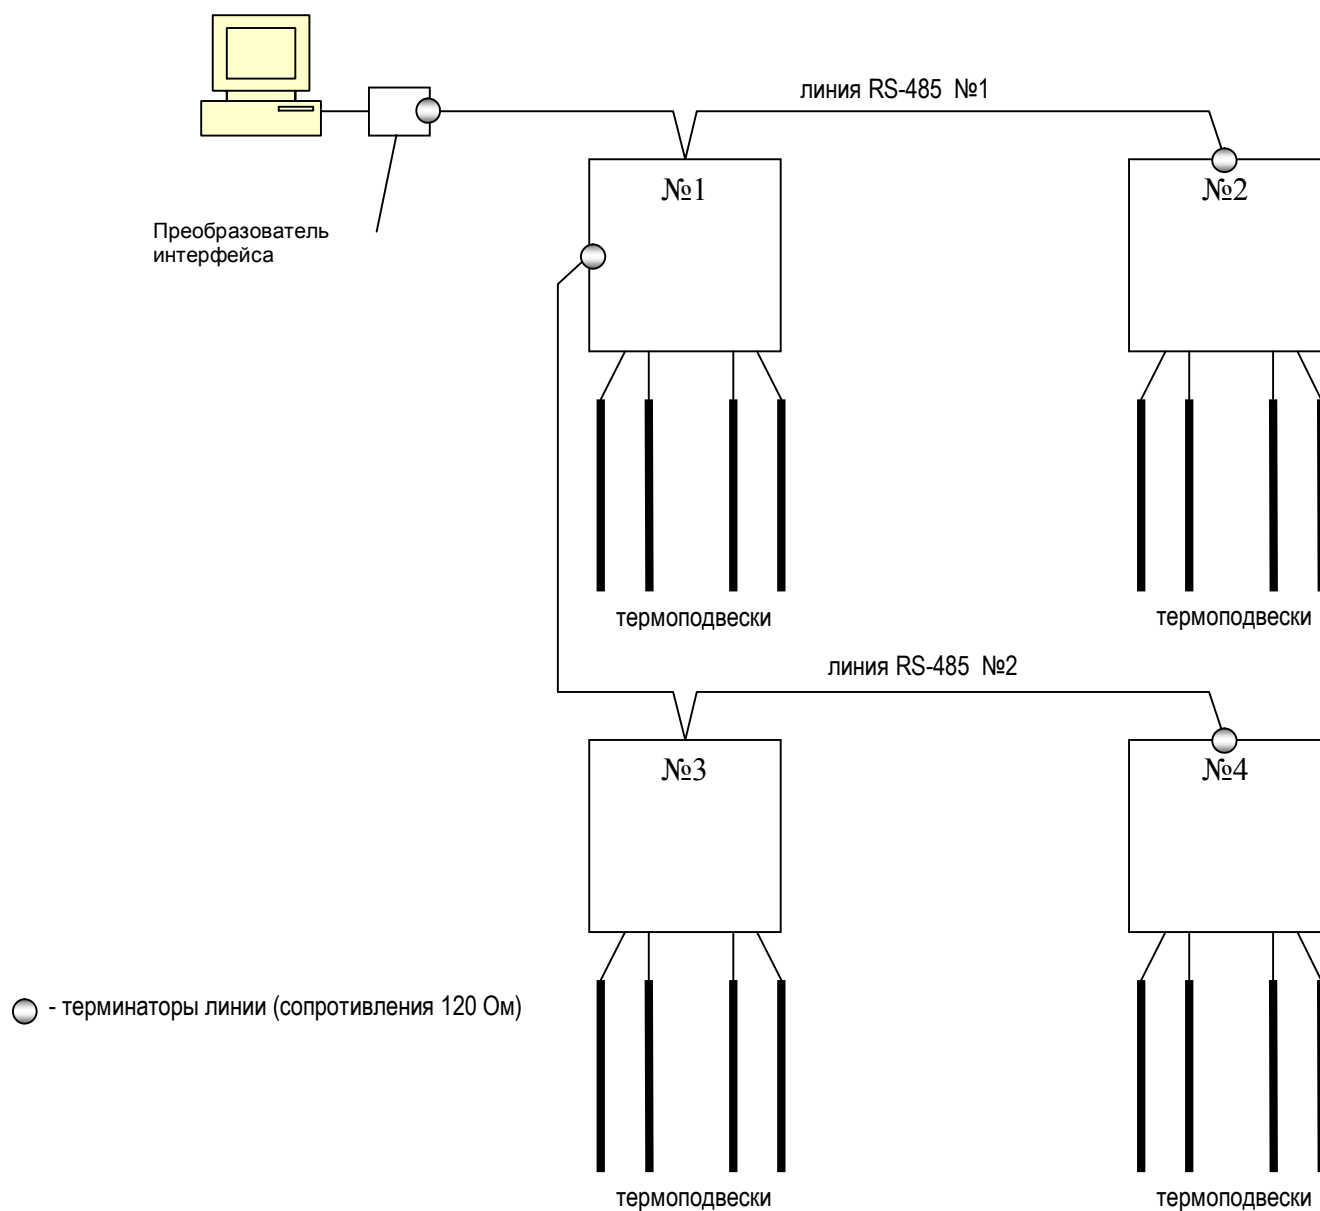 линия RS-485 №1
№1
№2
Преобразователь
интерфейса
термоподвески
термоподвески
линия RS-485 №2
№3
№4
- терминаторы линии (сопротивления 120 Ом)
термоподвески
термоподвески